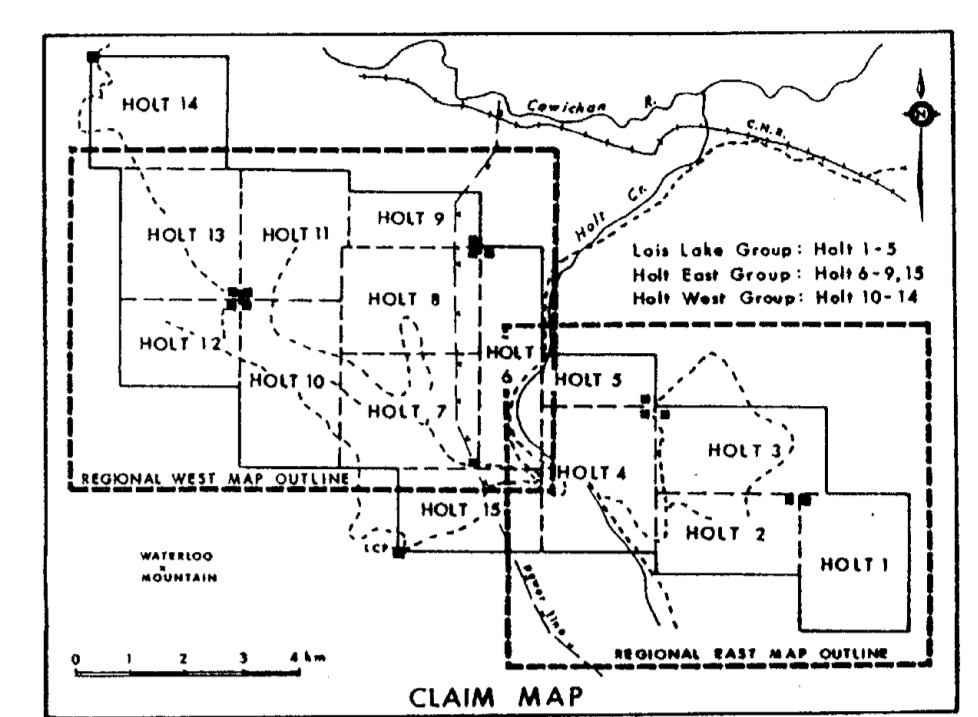 HOLT 14
Cowichan R.
C.N.R.
N
Holt Cr.
HOLT 9
HOLT 13
HOLT 11
Lois Lake Group: Holt 1-5
Holt East Group: Holt 6-9, 15
Holt West Group: Holt 10-14
HOLT 8
HOLT 12
HOLT
6
HOLT 10
HOLT 5
HOLT 7
HOLT 3
HOLT 4
REGIONAL WEST MAP OUTLINE
HOLT 15
HOLT 2
LCP
HOLT 1
WATERLOO
MOUNTAIN
power line
0 1 2 3 4 km
REGIONAL EAST MAP OUTLINE
CLAIM MAP